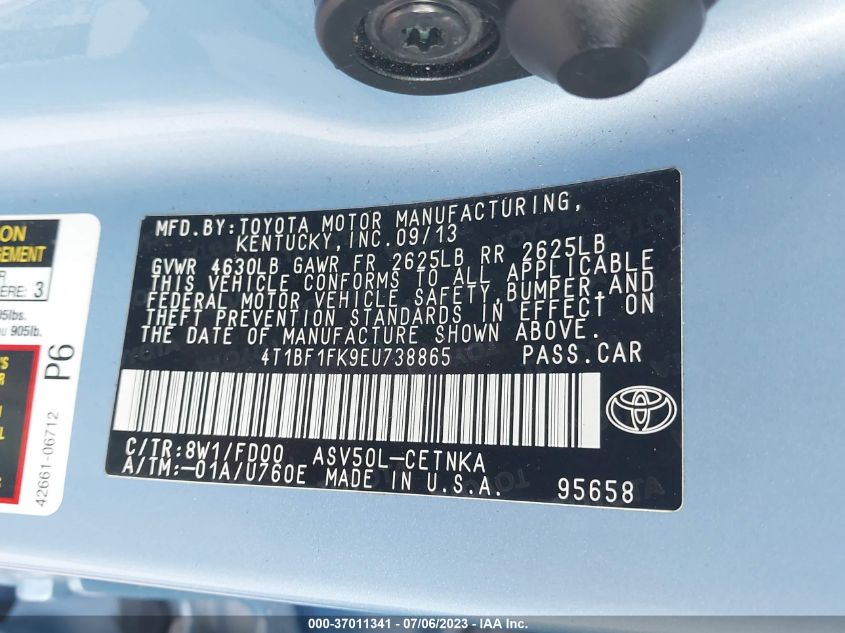 MFD.BY:TOYOTA MOTOR MANUFACTURING,
KENTUCKY,INC.09/13
GVWR 4630LB GAWR FR 2625LB RR 2625LB
THIS VEHICLE CONFORMS TO ALL APPLICABLE
FEDERAL MOTOR VEHICLE SAFETY,BUMPER,AND
THEFT PREVENTION STANDARDS IN EFFECT ON
THE DATE OF MANUFACTURE SHOWN ABOVE.
4T1BF1FK9EU738865 PASS.CAR
C/TR:8W1/FD00 ASV50L-CETNKA
A/TM:-01A/U760E MADE IN U.S.A. 95658
3
905lb.
P6
42661-06712
000-37011341 / 07/06/2023 - IAA Inc.